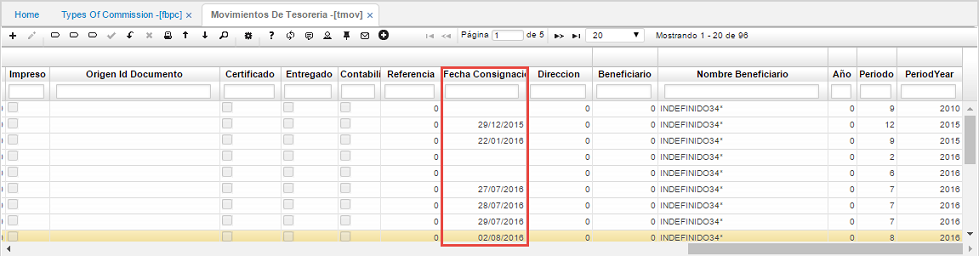 Home Types Of Commission -[fbpc] × Movimientos De Tesoreria -[tmov] ×
Página 1 de 5 20 Mostrando 1 - 20 de 96
Impreso Origen Id Documento Certificado Entregado Contabili Referencia Fecha Consignació Direccion Beneficiario Nombre Beneficiario Año Periodo PeriodYear
0 0 0 INDEFINIDO34* 0 9 2010
0 29/12/2015 0 0 INDEFINIDO34* 0 12 2015
0 22/01/2016 0 0 INDEFINIDO34* 0 9 2015
0 0 0 INDEFINIDO34* 0 2 2016
0 0 0 INDEFINIDO34* 0 6 2016
0 27/07/2016 0 0 INDEFINIDO34* 0 7 2016
0 28/07/2016 0 0 INDEFINIDO34* 0 7 2016
0 29/07/2016 0 0 INDEFINIDO34* 0 7 2016
0 02/08/2016 0 0 INDEFINIDO34* 0 8 2016